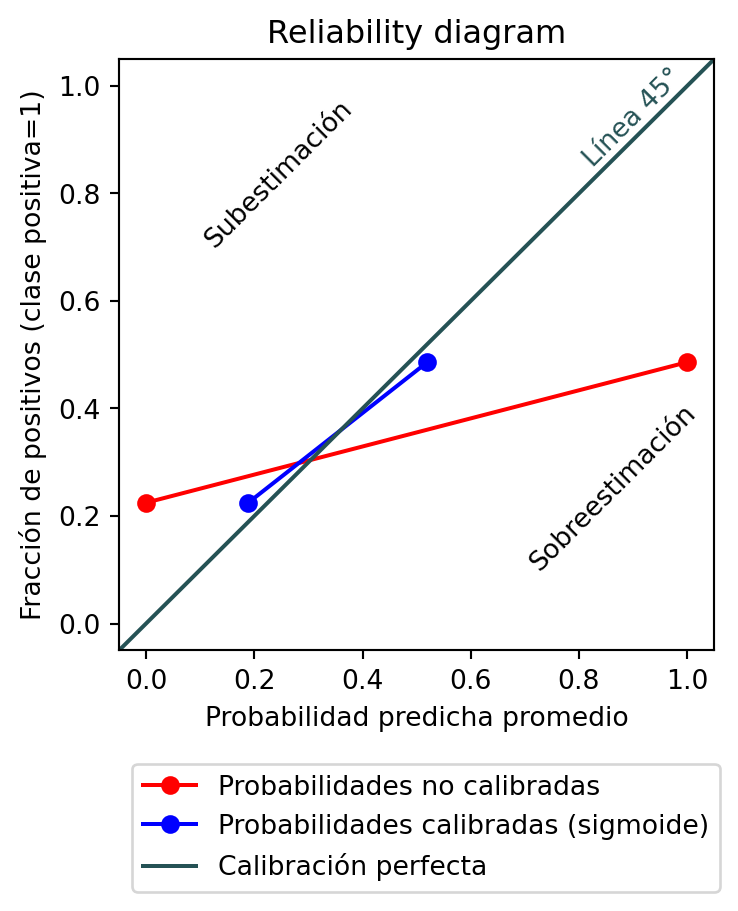 Reliability diagram
Fracción de positivos (clase positiva=1)
1.0
0.8
0.6
0.4
0.2
0.0
Subestimación
Línea 45°
Sobreestimación
0.0 0.2 0.4 0.6 0.8 1.0
Probabilidad predicha promedio
Probabilidades no calibradas
Probabilidades calibradas (sigmoide)
Calibración perfecta